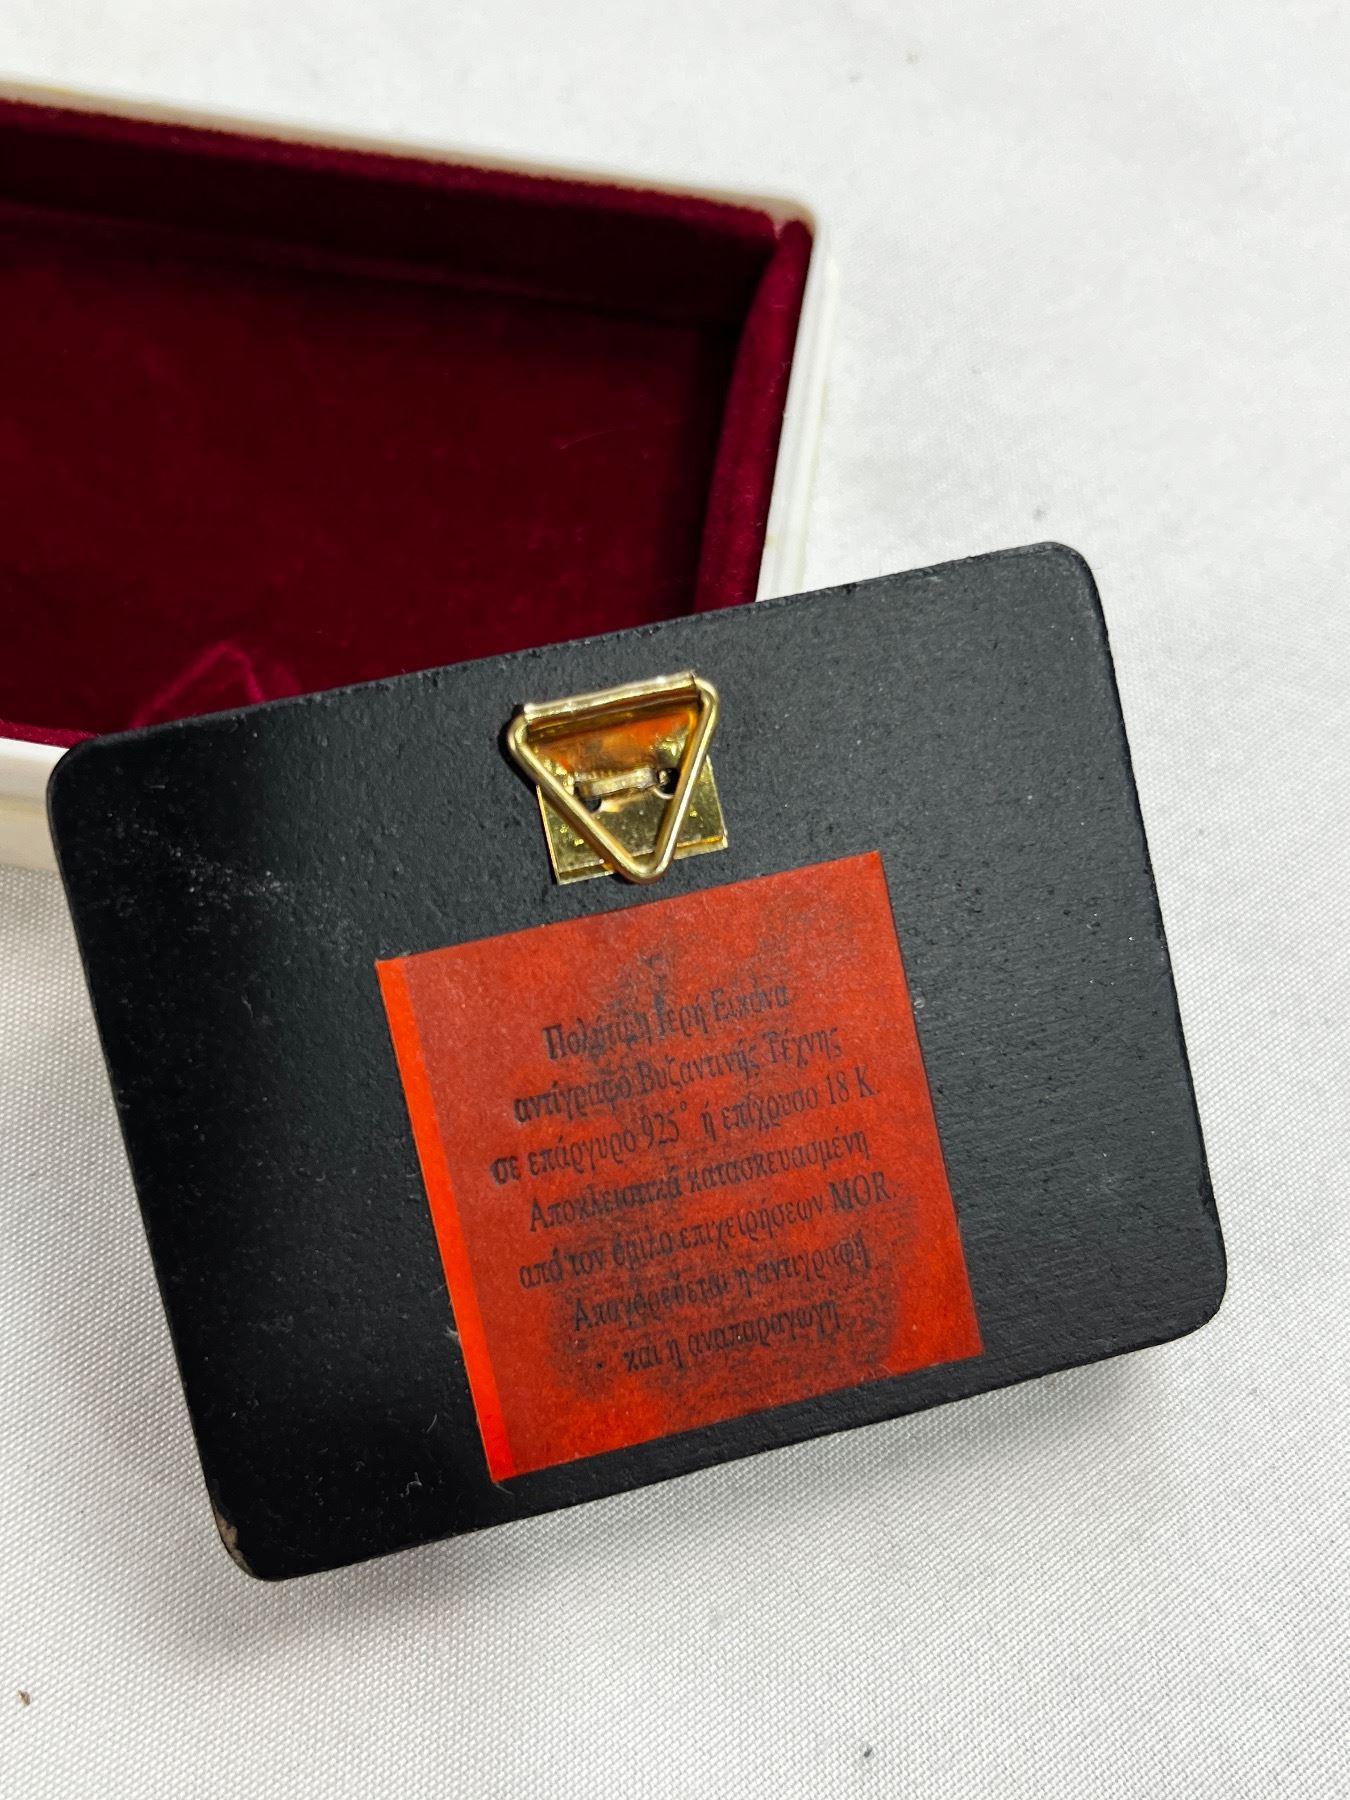 Πολύτιμη Ιερή Εικόνα
αντίγραφο Βυζαντινής Τέχνης
σε επάργυρο 925° ή επίχρυσο 18 Κ.
Αποκλειστικά κατασκευασμένη
από τον όμιλο επιχειρήσεων MOR.
Απαγορεύεται η αντιγραφή
και η αναπαραγωγή.